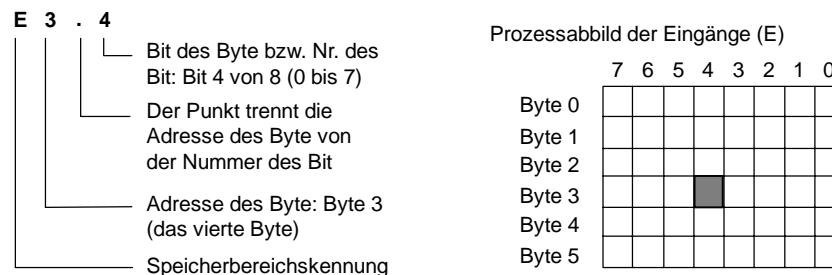 E 3 . 4
Bit des Byte bzw. Nr. des
Bit: Bit 4 von 8 (0 bis 7)
Der Punkt trennt die
Adresse des Byte von
der Nummer des Bit
Adresse des Byte: Byte 3
(das vierte Byte)
Speicherbereichskennung
Prozessabbild der Eingänge (E)
7 6 5 4 3 2 1 0
Byte 0
Byte 1
Byte 2
Byte 3
Byte 4
Byte 5